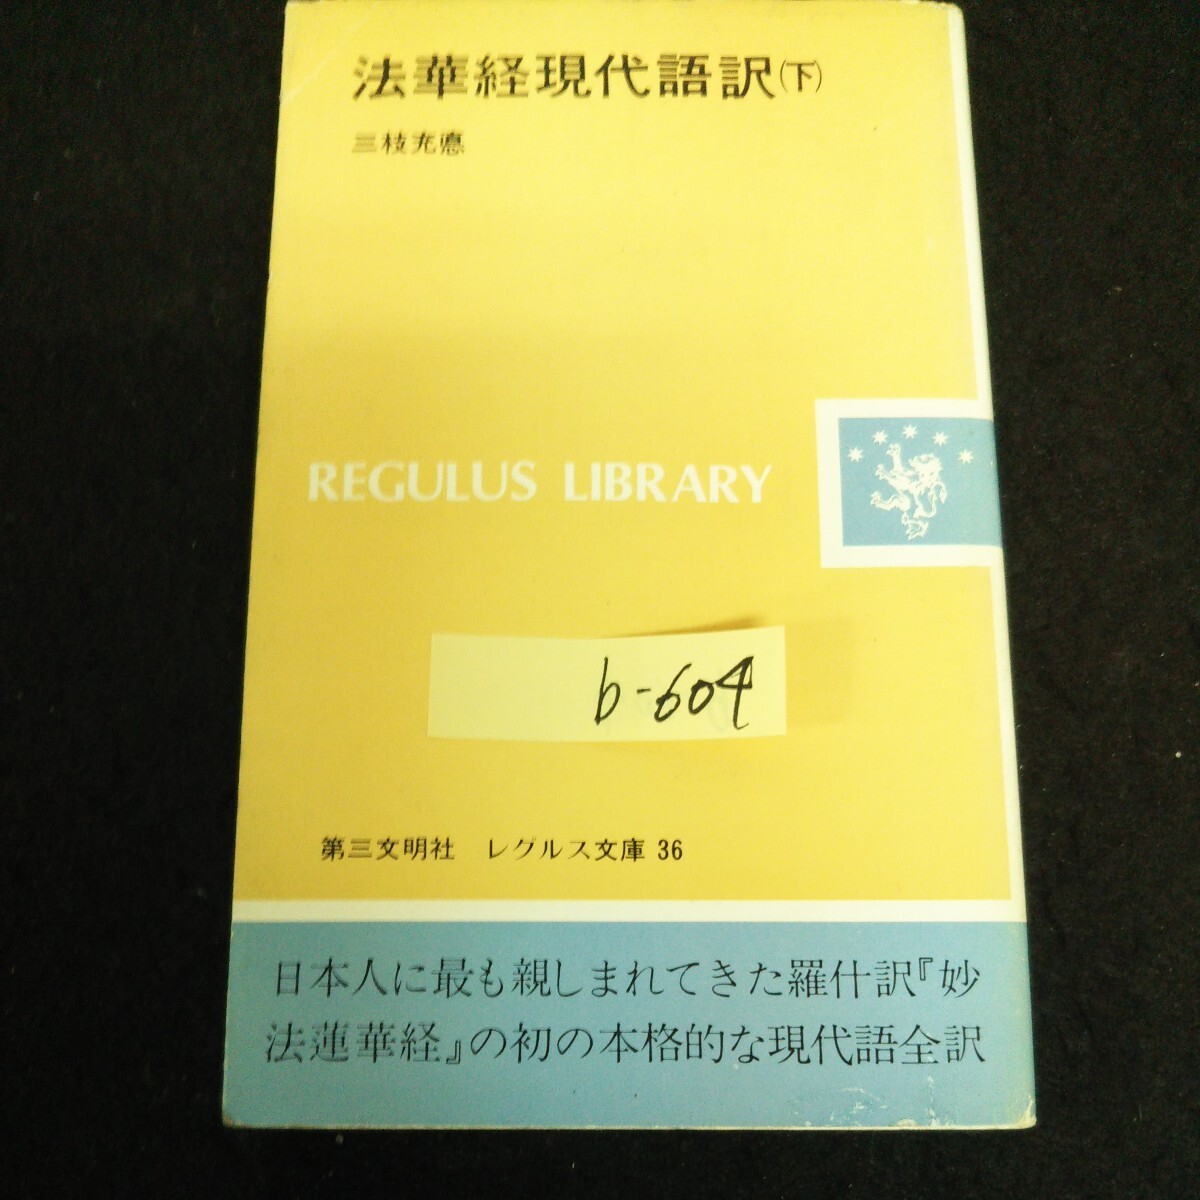 法華経現代語訳(下)
三枝充悳
REGULUS LIBRARY
b-604
第三文明社 レグルス文庫 36
日本人に最も親しまれてきた羅什訳『妙
法蓮華経』の初の本格的な現代語全訳